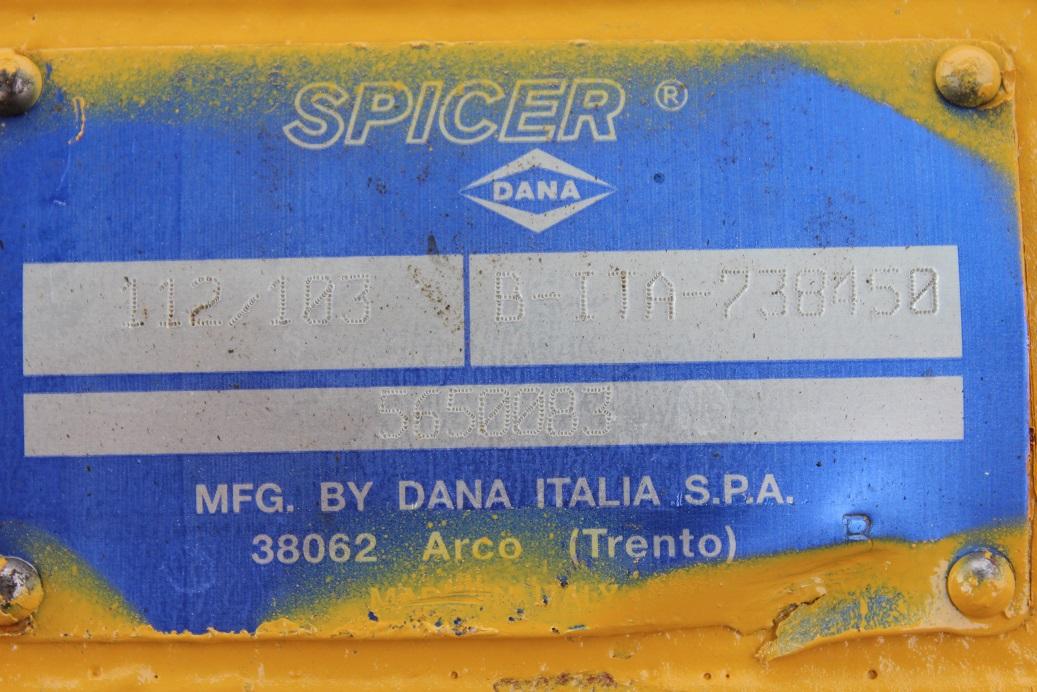 SPICER ®
DANA
112/103 B-ITA-738450
5650083
MFG. BY DANA ITALIA S.P.A.
38062 Arco (Trento)
B